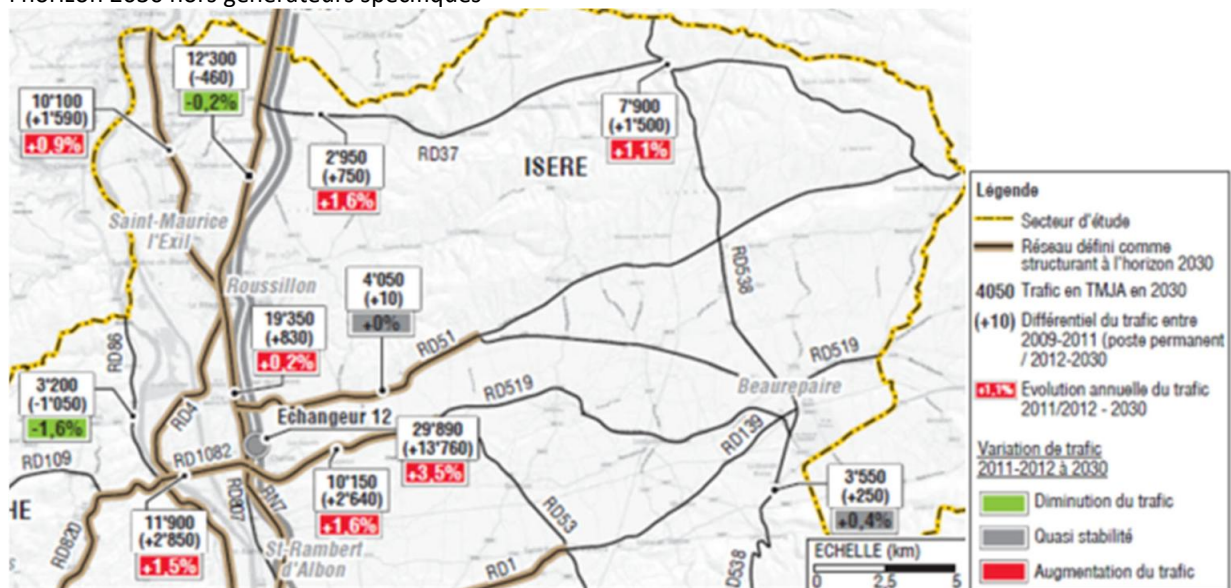 l'horizon 2030 hors générateurs spécifiques
12'300
(-460)
-0,2%
10'100
(+1'590)
+0,9%
7'900
(+1'500)
+1,1%
2'950
(+750)
+1,6%
RD37
ISERE
Saint-Maurice
l'Exil
Roussillon
4'050
(+10)
+0%
19'350
(+830)
+0,2%
RD86
RD51
RD538
RD519
3'200
(-1'050)
-1,6%
RD4
Echangeur 12
RD519
Beaurepaire
29'890
(+13'760)
+3,5%
RD139
RD109
RD1082
10'150
(+2'640)
+1,6%
3'550
(+250)
+0,4%
HE
RD820
11'900
(+2'850)
+1,5%
RD807
RN7
RD53
St-Rambert
d'Albon
RD1
D538
ECHELLE (km)
0 2.5 5
Légende
Secteur d'étude
Réseau défini comme
structurant à l'horizon 2030
4050 Trafic en TMJA en 2030
(+10) Différentiel du trafic entre
2009-2011 (poste permanent
/ 2012-2030
+1,1% Evolution annuelle du trafic
2011/2012 - 2030
Variation de trafic
2011-2012 à 2030
Diminution du trafic
Quasi stabilité
Augmentation du trafic